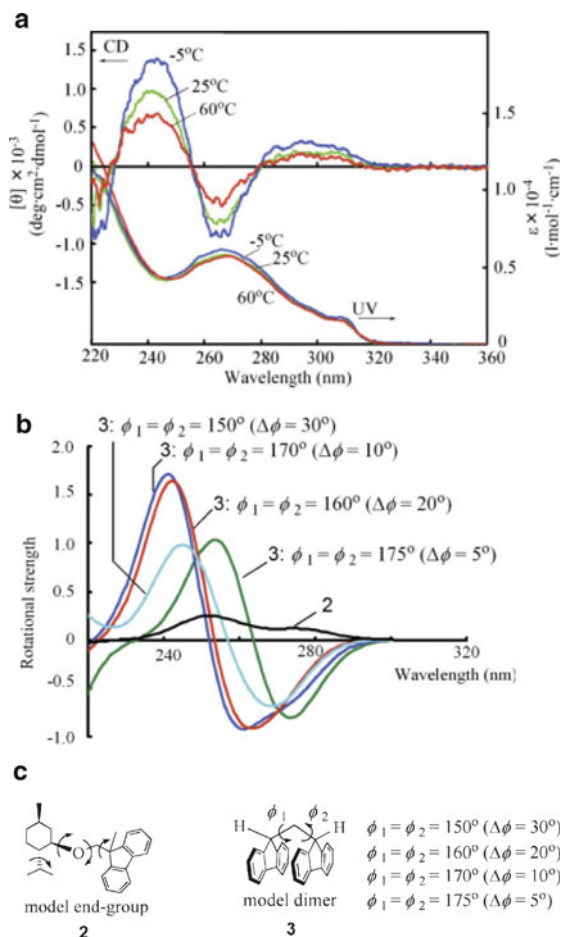 a
CD
-5°C
25°C
60°C
1.5
1.0
0.5
0
-0.5
-1.0
-1.5
[θ] × 10⁻³
(deg·cm²·dmol⁻¹)
1.5
1.0
0.5
0
ε × 10⁻⁴
(l·mol⁻¹·cm⁻¹)
-5°C
25°C
60°C
UV
220 240 260 280 300 320 340 360
Wavelength (nm)
b
3: ϕ₁ = ϕ₂ = 150° (Δϕ = 30°)
3: ϕ₁ = ϕ₂ = 170° (Δϕ = 10°)
3: ϕ₁ = ϕ₂ = 160° (Δϕ = 20°)
3: ϕ₁ = ϕ₂ = 175° (Δϕ = 5°)
2
2.0
1.5
1.0
0.5
0
-0.5
-1.0
Rotational strength
240 280 320
Wavelength (nm)
c
O
model end-group
2
ϕ₁ ϕ₂
H H
model dimer
3
ϕ₁ = ϕ₂ = 150° (Δϕ = 30°)
ϕ₁ = ϕ₂ = 160° (Δϕ = 20°)
ϕ₁ = ϕ₂ = 170° (Δϕ = 10°)
ϕ₁ = ϕ₂ = 175° (Δϕ = 5°)